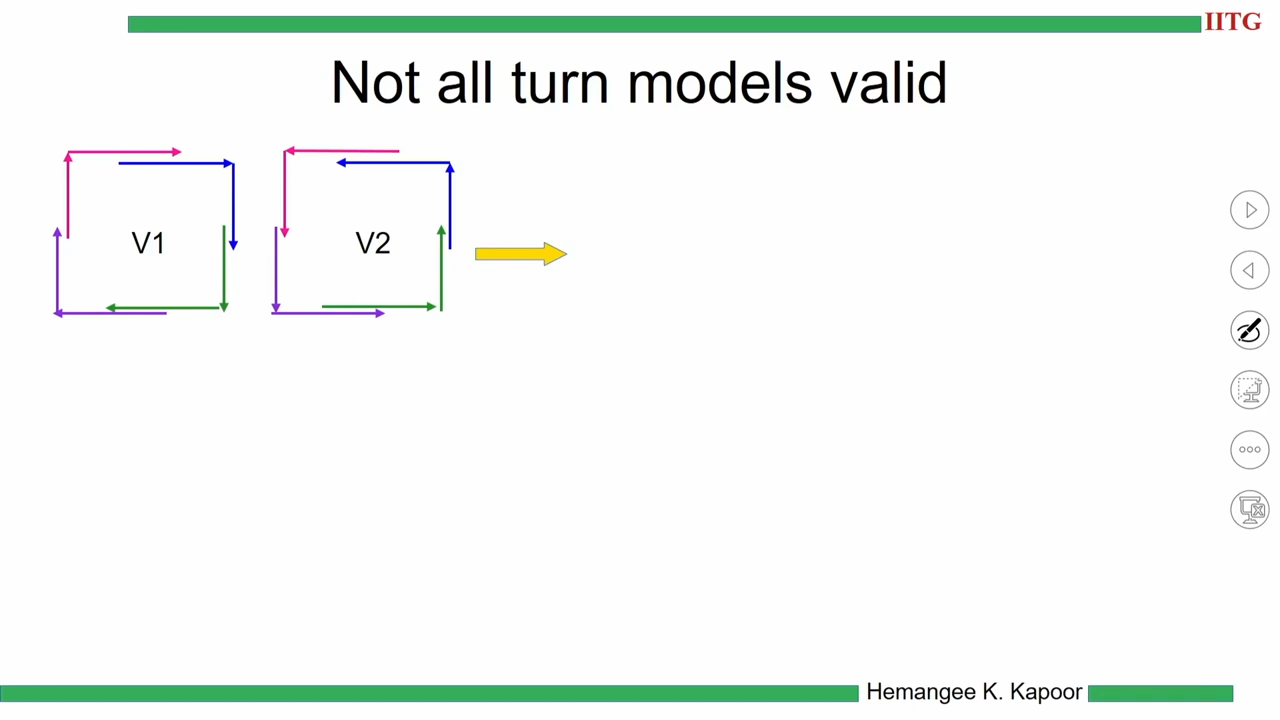 IITG
Not all turn models valid
V1
V2
Hemangee K. Kapoor